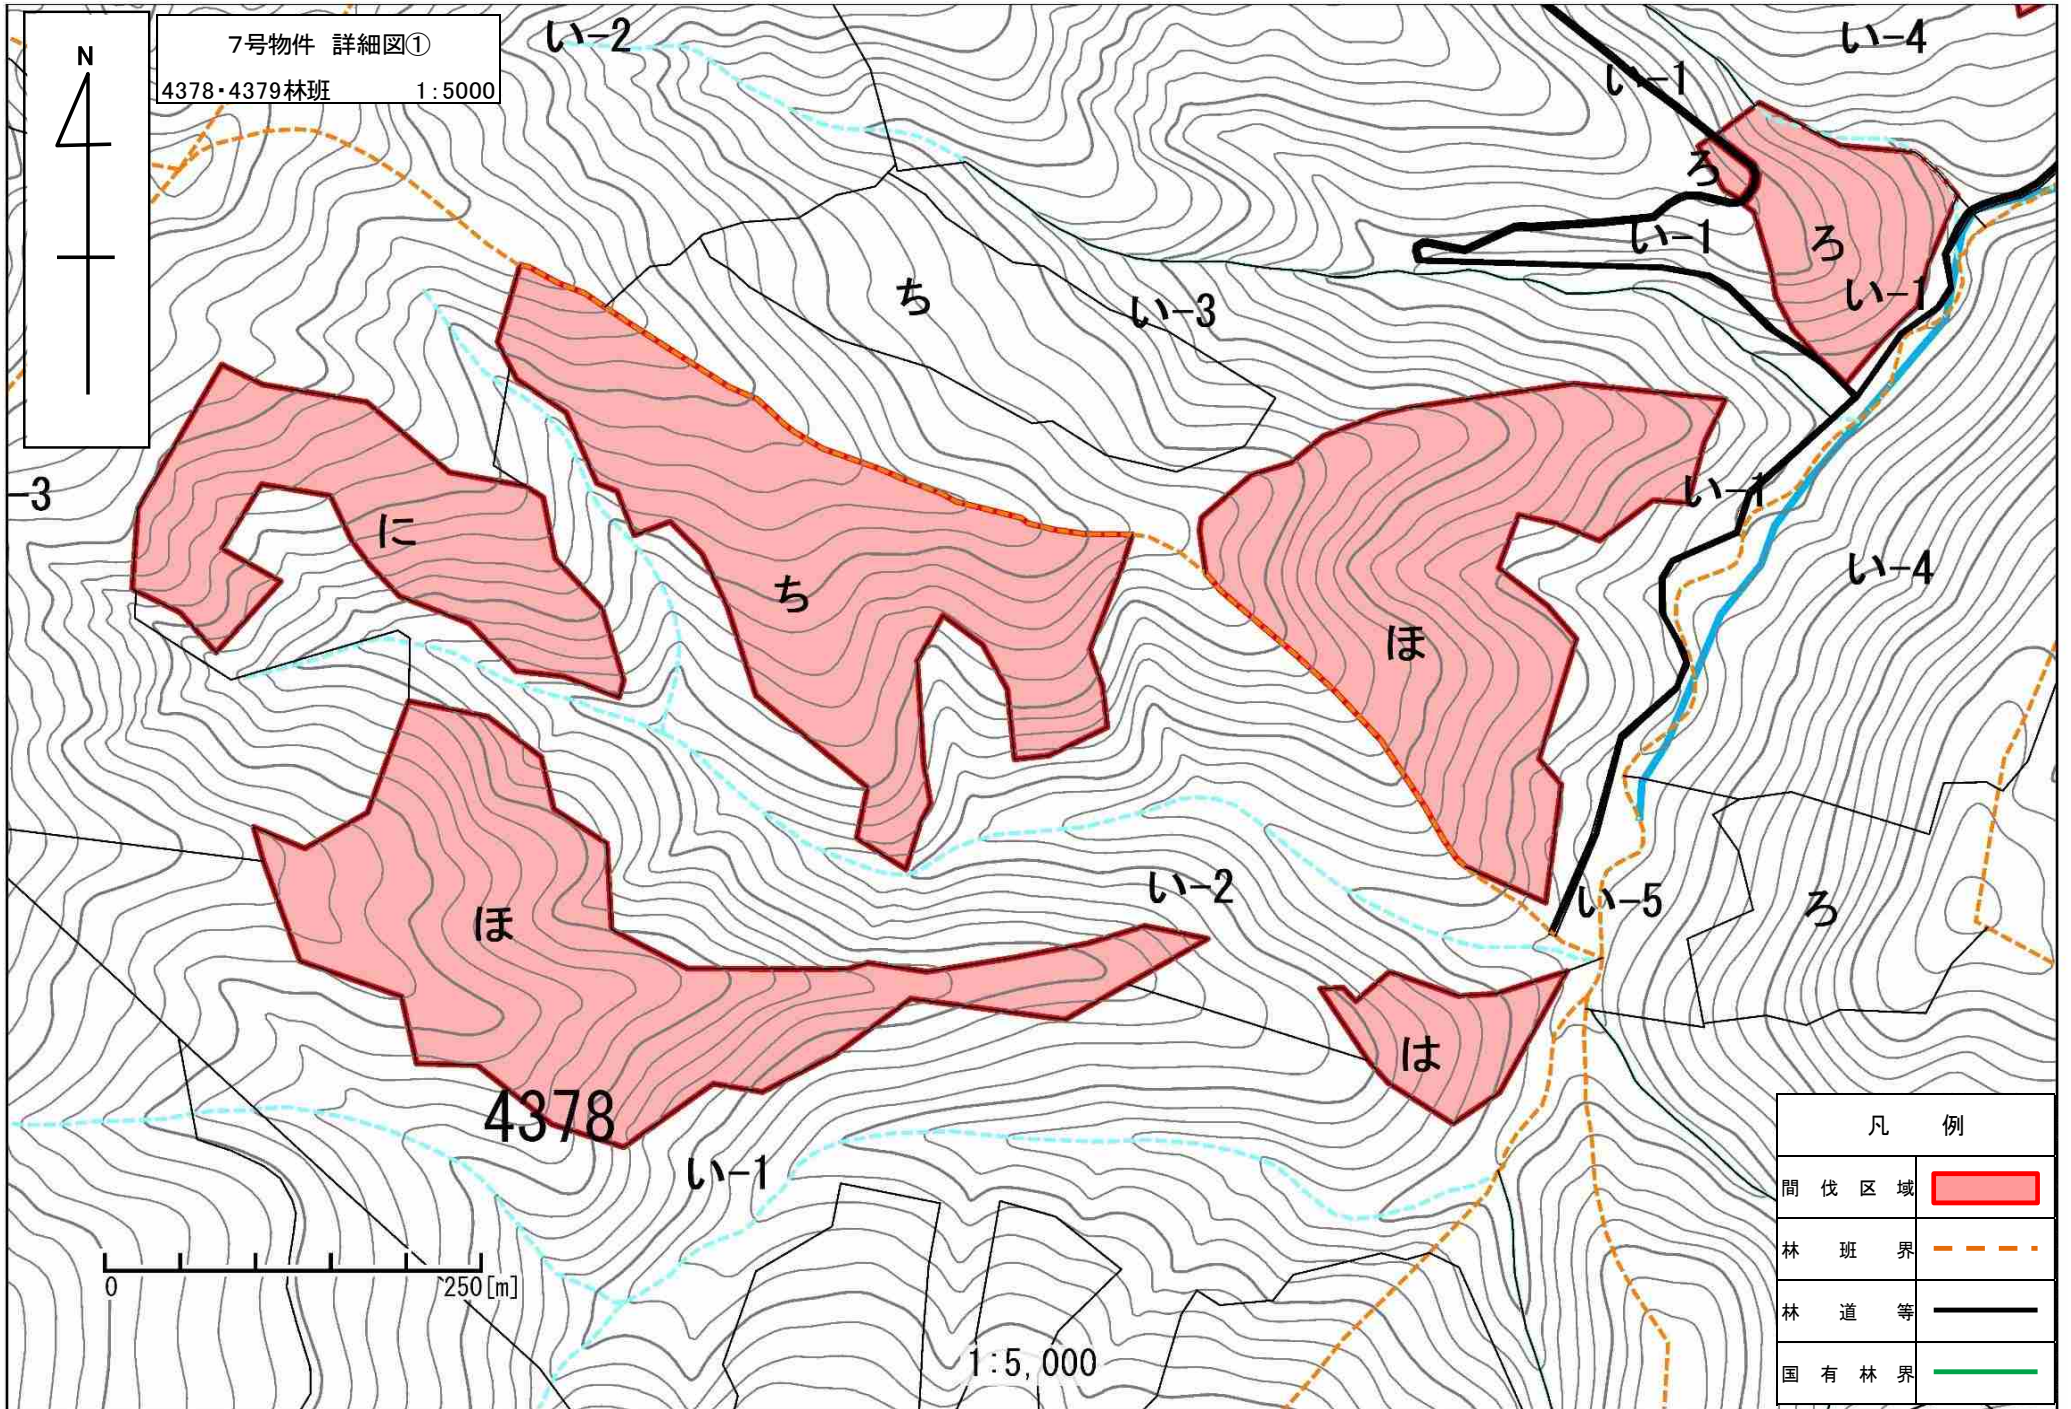 N
7号物件 詳細図①
4378・4379林班 1:5000
い-2
い-4
い-1
ろ
い-1
ろ
い-1
ち
い-3
-3
に
い-1
い-4
ち
ほ
い-2
い-5
ろ
ほ
は
4378
い-1
0 250[m]
1:5,000
凡 例
間 伐 区 域
林 班 界
林 道 等
国 有 林 界